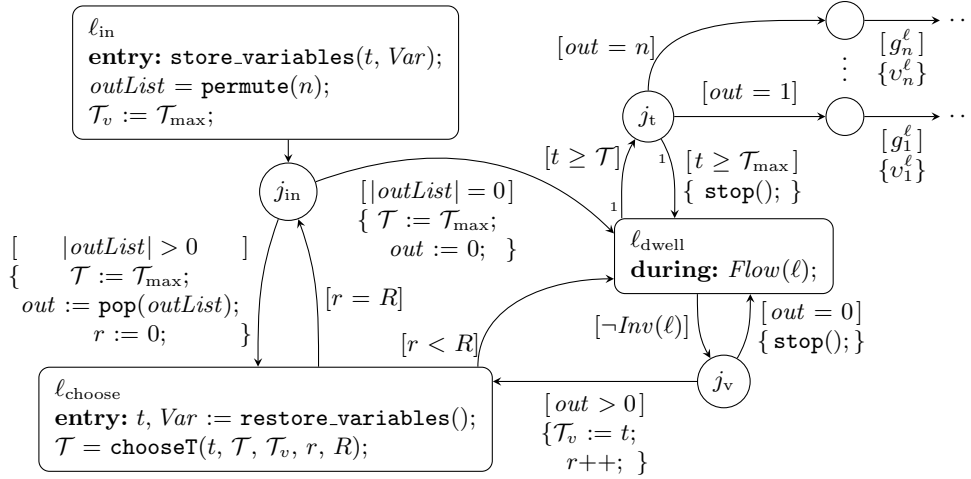 ℓ_in
entry: store_variables(t, Var);
outList = permute(n);
𝒯_v := 𝒯_max;
j_in
[|outList| = 0]
{ 𝒯 := 𝒯_max;
out := 0; }
[ |outList| > 0 ]
{ 𝒯 := 𝒯_max;
out := pop(outList);
r := 0; }
[r = R]
[r < R]
ℓ_choose
entry: t, Var := restore_variables();
𝒯 = chooseT(t, 𝒯, 𝒯_v, r, R);
[out = n]
[g_n^ℓ]
{υ_n^ℓ}
⋮
···
j_t
[out = 1]
[g_1^ℓ]
{υ_1^ℓ}
···
[t ≥ 𝒯]
1
1
[t ≥ 𝒯_max]
{ stop(); }
ℓ_dwell
during: Flow(ℓ);
[¬Inv(ℓ)]
[out = 0]
{ stop(); }
j_v
[out > 0]
{𝒯_v := t;
r++; }